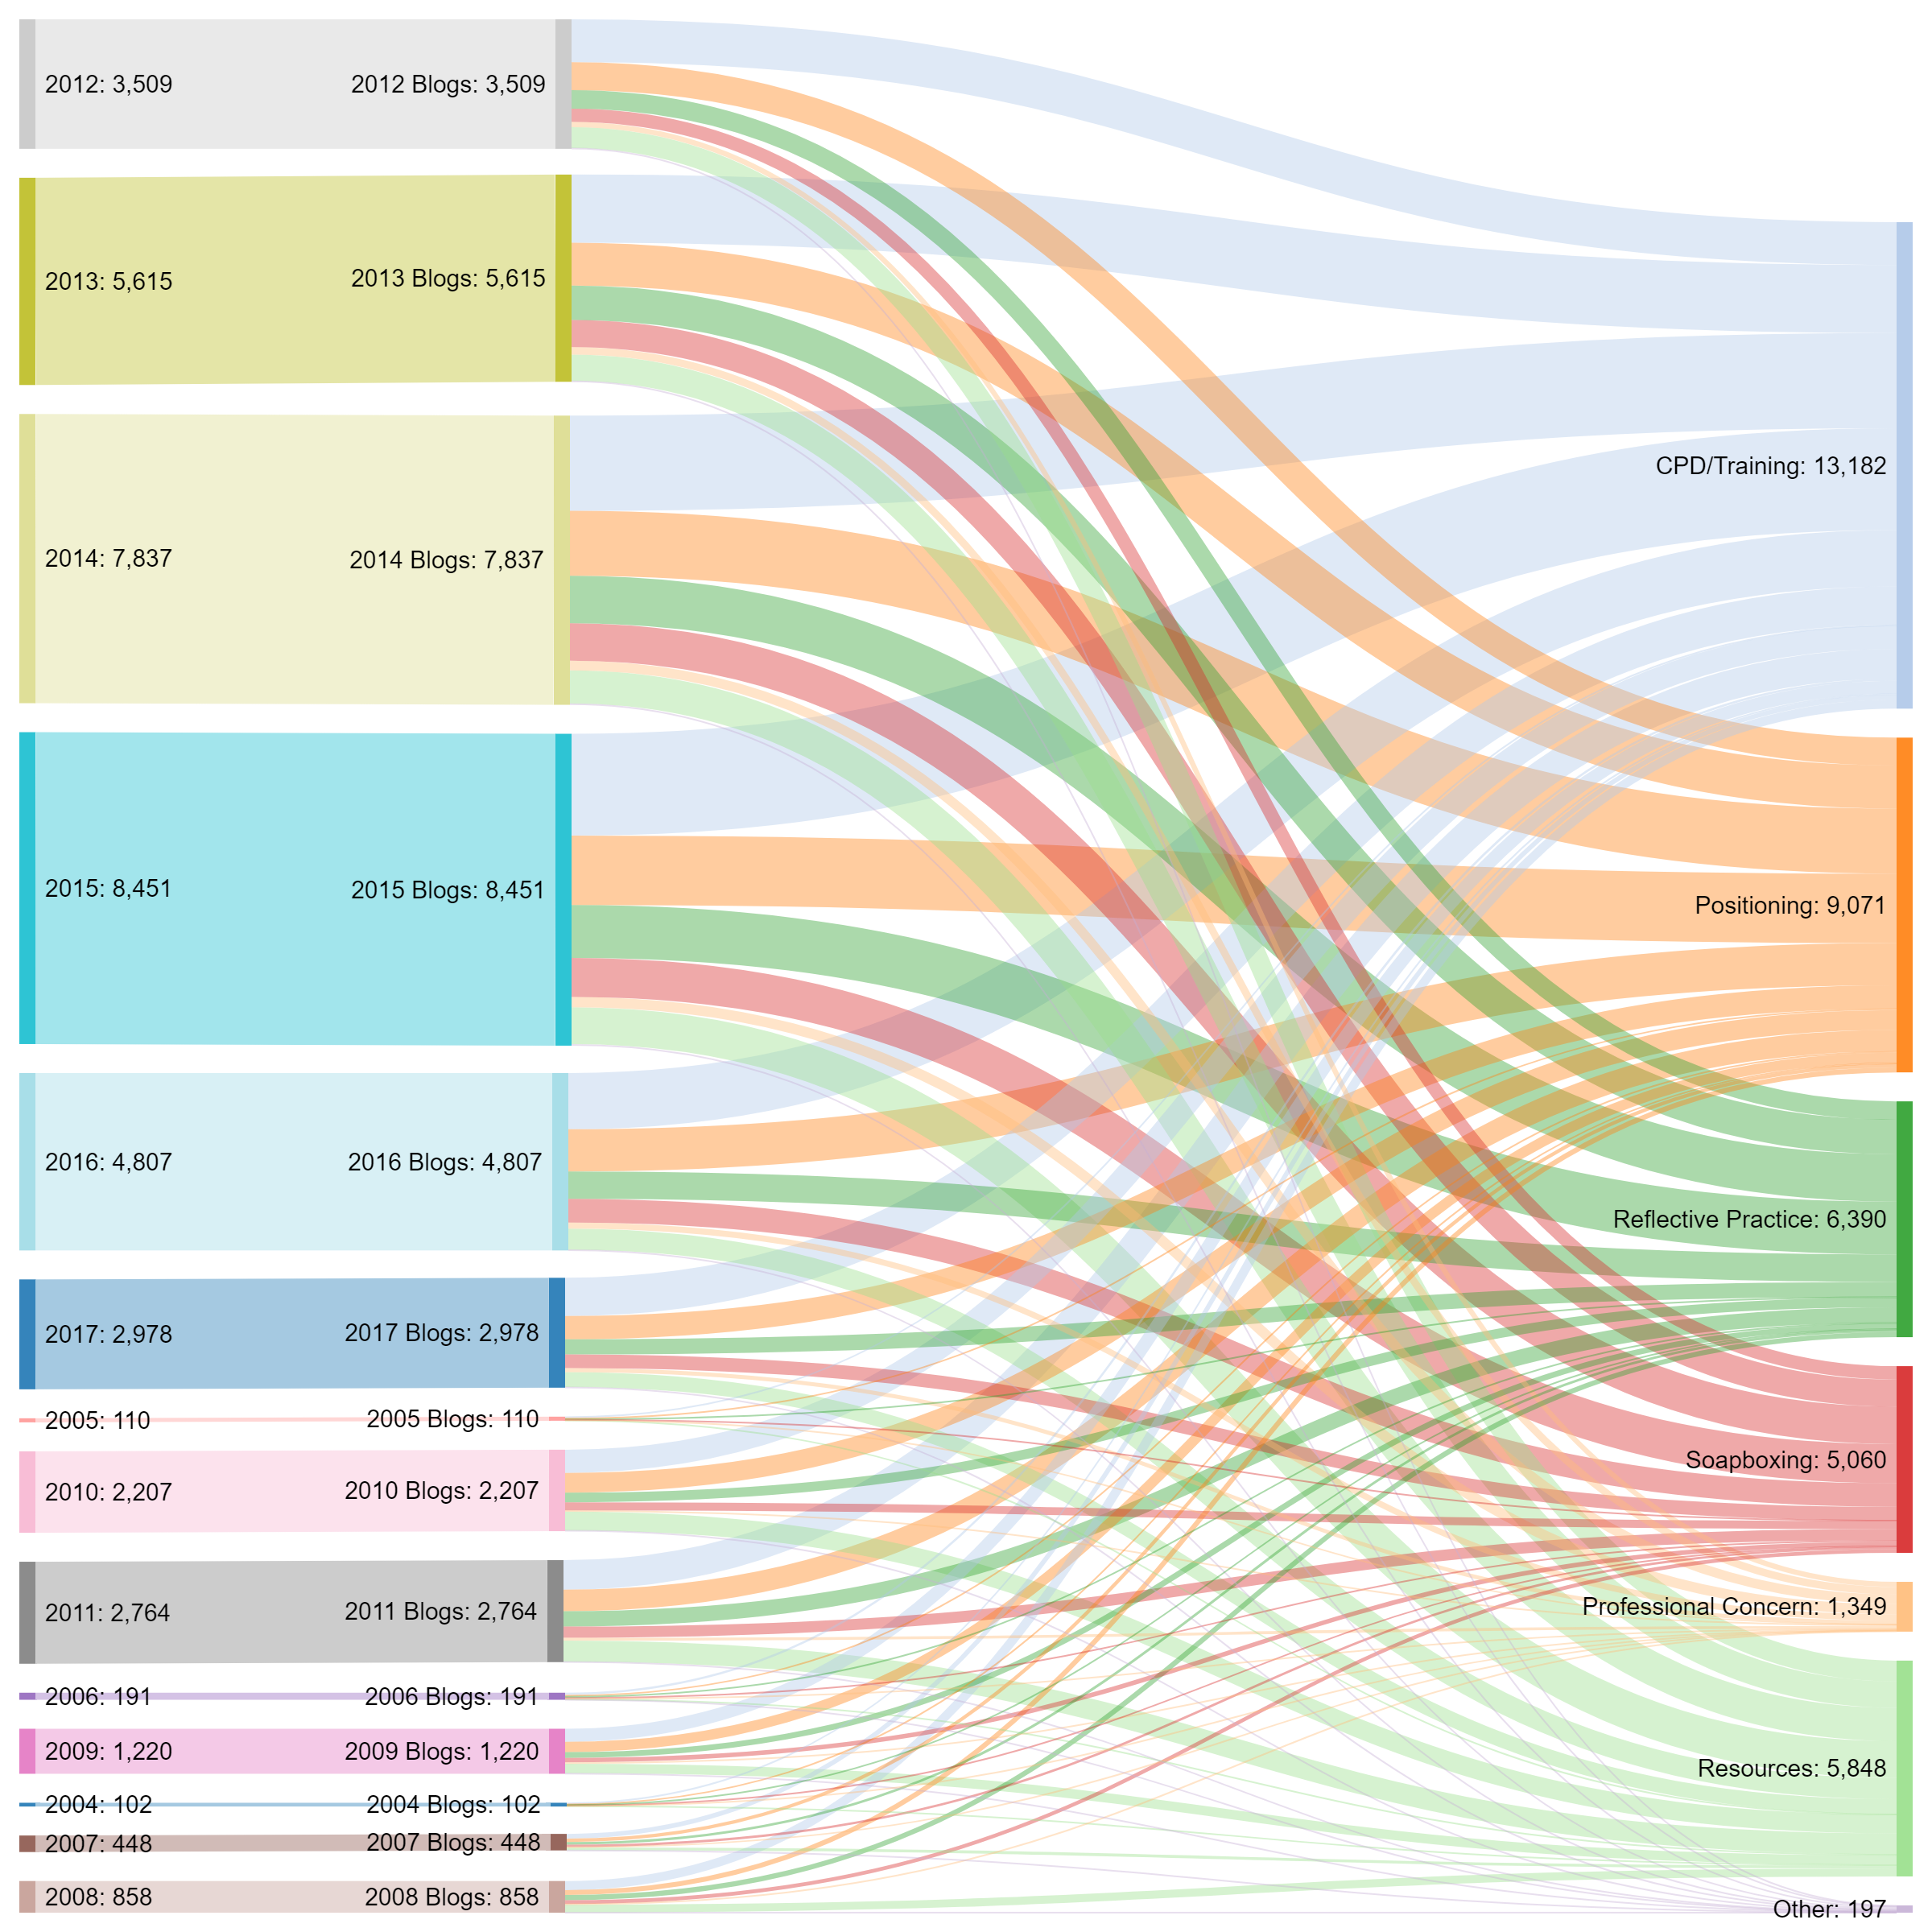 2012: 3,509
2012 Blogs: 3,509
2013: 5,615
2013 Blogs: 5,615
2014: 7,837
2014 Blogs: 7,837
2015: 8,451
2015 Blogs: 8,451
2016: 4,807
2016 Blogs: 4,807
2017: 2,978
2017 Blogs: 2,978
2005: 110
2005 Blogs: 110
2010: 2,207
2010 Blogs: 2,207
2011: 2,764
2011 Blogs: 2,764
2006: 191
2006 Blogs: 191
2009: 1,220
2009 Blogs: 1,220
2004: 102
2004 Blogs: 102
2007: 448
2007 Blogs: 448
2008: 858
2008 Blogs: 858
CPD/Training: 13,182
Positioning: 9,071
Reflective Practice: 6,390
Soapboxing: 5,060
Professional Concern: 1,349
Resources: 5,848
Other: 197